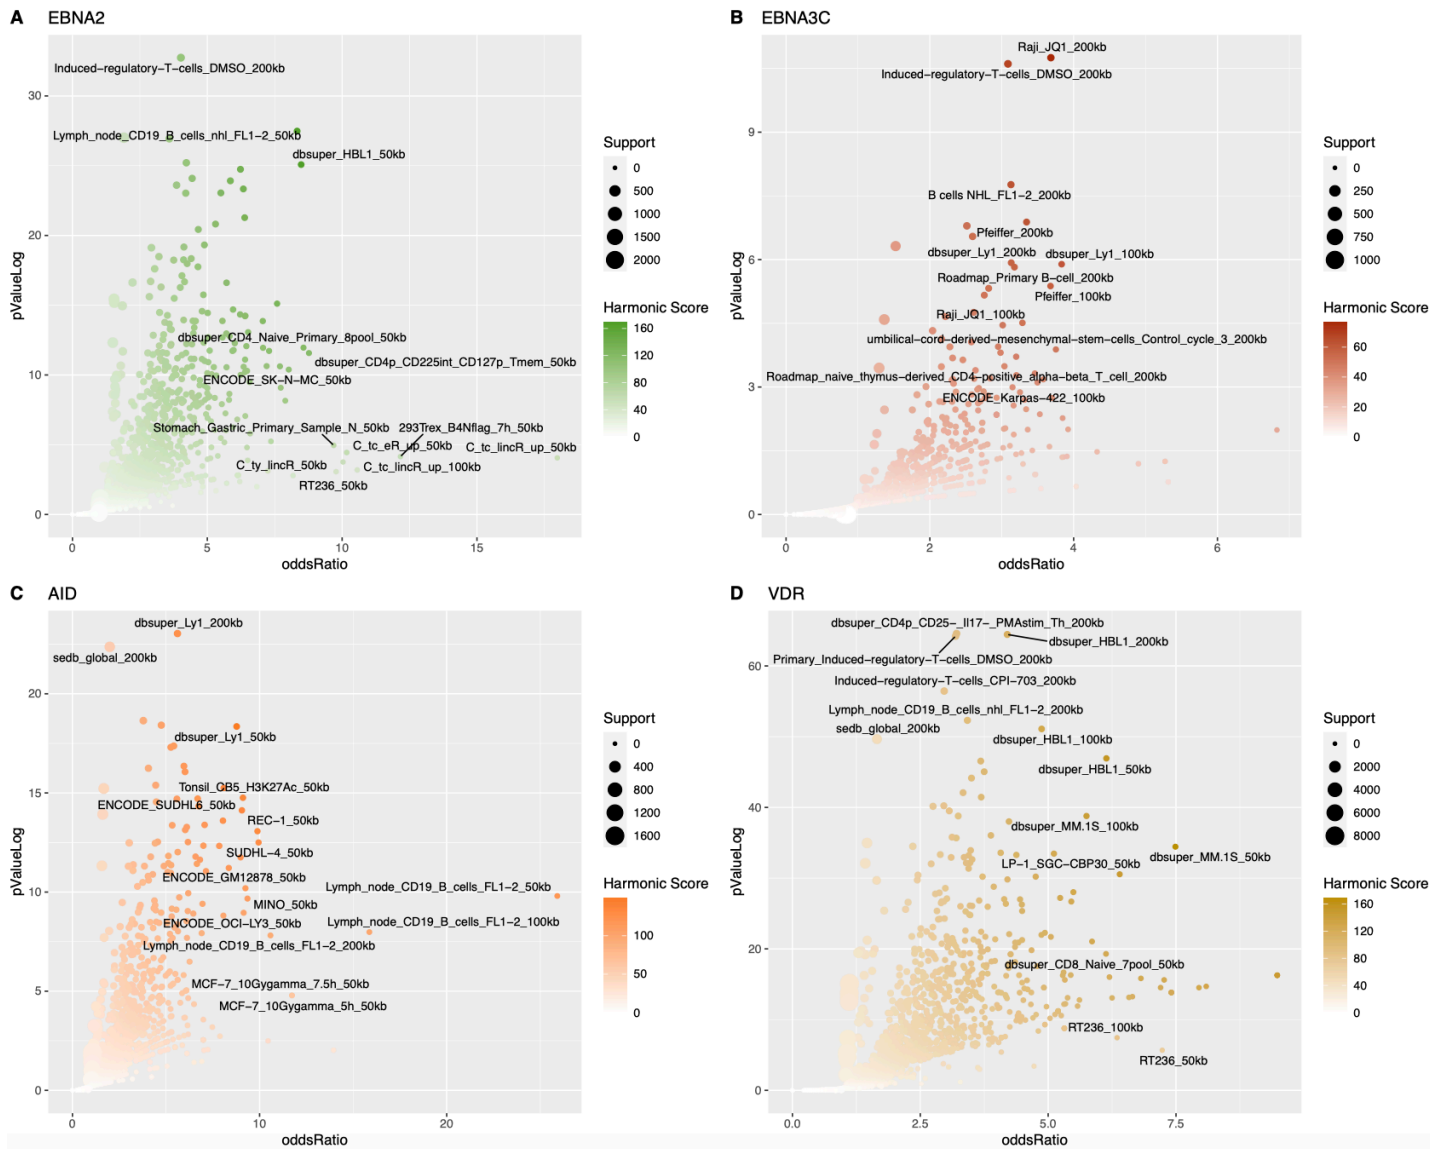 A EBNA2
Induced-regulatory-T-cells_DMSO_200kb
30
Lymph_node_CD19_B_cells_nhl_FL1-2_50kb
dbsuper_HBL1_50kb
20
pValueLog
dbsuper_CD4_Naive_Primary_8pool_50kb
dbsuper_CD4p_CD225int_CD127p_Tmem_50kb
10
ENCODE_SK-N-MC_50kb
Stomach_Gastric_Primary_Sample_N_50kb
293Trex_B4Nflag_7h_50kb
C_tc_eR_up_50kb
C_tc_lincR_up_50kb
C_ty_lincR_50kb
C_tc_lincR_up_100kb
RT236_50kb
0
0 5 10 15
oddsRatio
Support
0
500
1000
1500
2000
Harmonic Score
160
120
80
40
0
B EBNA3C
Raji_JQ1_200kb
Induced-regulatory-T-cells_DMSO_200kb
9
B cells NHL_FL1-2_200kb
Pfeiffer_200kb
dbsuper_Ly1_200kb
dbsuper_Ly1_100kb
6
pValueLog
Roadmap_Primary B-cell_200kb
Pfeiffer_100kb
Raji_JQ1_100kb
umbilical-cord-derived-mesenchymal-stem-cells_Control_cycle_3_200kb
Roadmap_naive_thymus-derived_CD4-positive_alpha-beta_T_cell_200kb
3
ENCODE_Karpas-422_100kb
0
0 2 4 6
oddsRatio
Support
0
250
500
750
1000
Harmonic Score
60
40
20
0
C AID
dbsuper_Ly1_200kb
sedb_global_200kb
20
dbsuper_Ly1_50kb
Tonsil_GB5_H3K27Ac_50kb
15
ENCODE_SUDHL6_50kb
REC-1_50kb
pValueLog
SUDHL-4_50kb
ENCODE_GM12878_50kb
Lymph_node_CD19_B_cells_FL1-2_50kb
10
MINO_50kb
ENCODE_OCI-LY3_50kb
Lymph_node_CD19_B_cells_FL1-2_100kb
Lymph_node_CD19_B_cells_FL1-2_200kb
MCF-7_10Gygamma_7.5h_50kb
5
MCF-7_10Gygamma_5h_50kb
0
0 10 20
oddsRatio
Support
0
400
800
1200
1600
Harmonic Score
100
50
0
D VDR
dbsuper_CD4p_CD25-_Il17-_PMAstim_Th_200kb
dbsuper_HBL1_200kb
Primary_Induced-regulatory-T-cells_DMSO_200kb
60
Induced-regulatory-T-cells_CPI-703_200kb
Lymph_node_CD19_B_cells_nhl_FL1-2_200kb
sedb_global_200kb
dbsuper_HBL1_100kb
dbsuper_HBL1_50kb
40
pValueLog
dbsuper_MM.1S_100kb
dbsuper_MM.1S_50kb
LP-1_SGC-CBP30_50kb
20
dbsuper_CD8_Naive_7pool_50kb
RT236_100kb
RT236_50kb
0
0.0 2.5 5.0 7.5
oddsRatio
Support
0
2000
4000
6000
8000
Harmonic Score
160
120
80
40
0